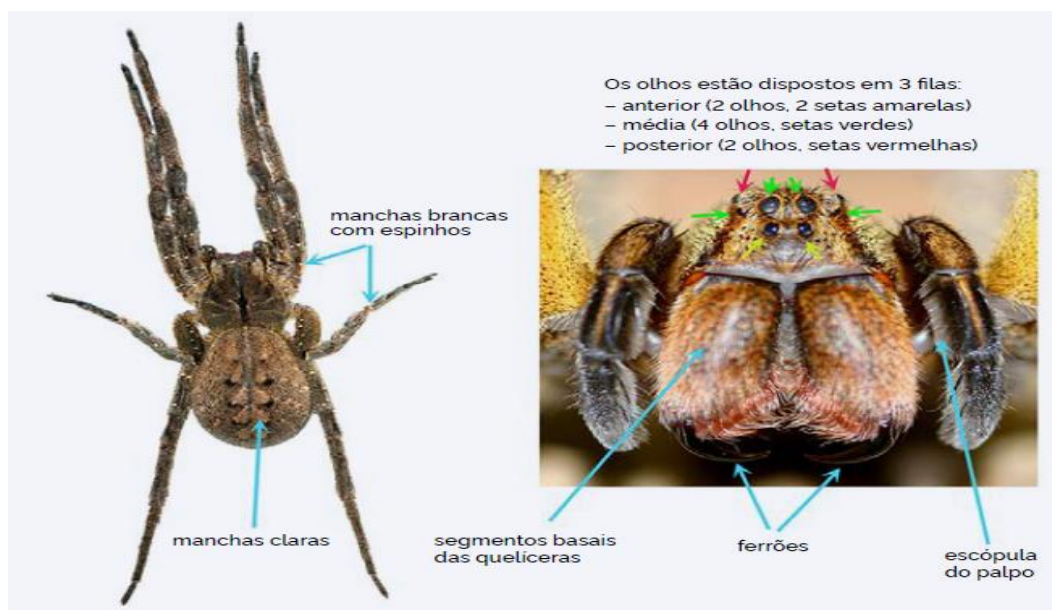 Os olhos estão dispostos em 3 filas:
– anterior (2 olhos, 2 setas amarelas)
– média (4 olhos, setas verdes)
– posterior (2 olhos, setas vermelhas)
manchas brancas
com espinhos
manchas claras
segmentos basais
das quelíceras
ferrões
escópula
do palpo